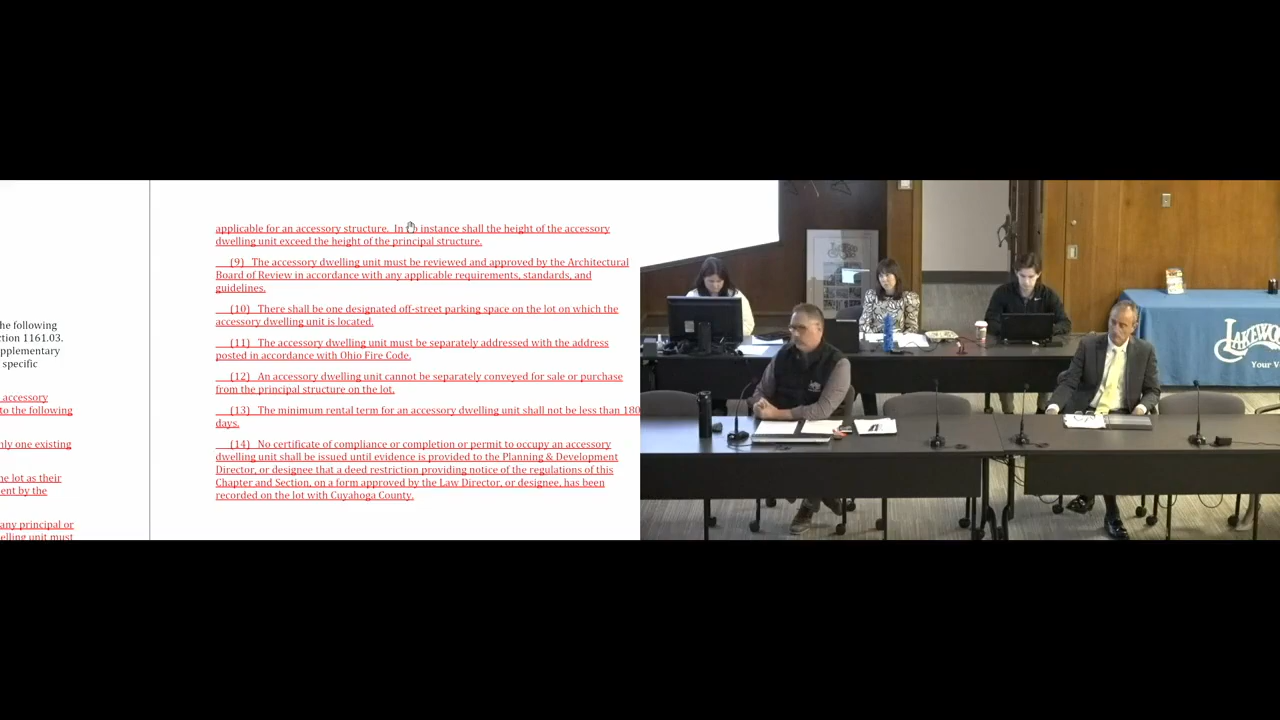 he following
ction 1161.03.
upplementary
specific
accessory
to the following
nly one existing
he lot as their
ent by the
any principal or
elling unit must
applicable for an accessory structure. In instance shall the height of the accessory
dwelling unit exceed the height of the principal structure.
(9) The accessory dwelling unit must be reviewed and approved by the Architectural
Board of Review in accordance with any applicable requirements, standards, and
guidelines.
(10) There shall be one designated off-street parking space on the lot on which the
accessory dwelling unit is located.
(11) The accessory dwelling unit must be separately addressed with the address
posted in accordance with Ohio Fire Code.
(12) An accessory dwelling unit cannot be separately conveyed for sale or purchase
from the principal structure on the lot.
(13) The minimum rental term for an accessory dwelling unit shall not be less than 180
days.
(14) No certificate of compliance or completion or permit to occupy an accessory
dwelling unit shall be issued until evidence is provided to the Planning & Development
Director, or designee that a deed restriction providing notice of the regulations of this
Chapter and Section, on a form approved by the Law Director, or designee, has been
recorded on the lot with Cuyahoga County.
LAKEWO
Your V